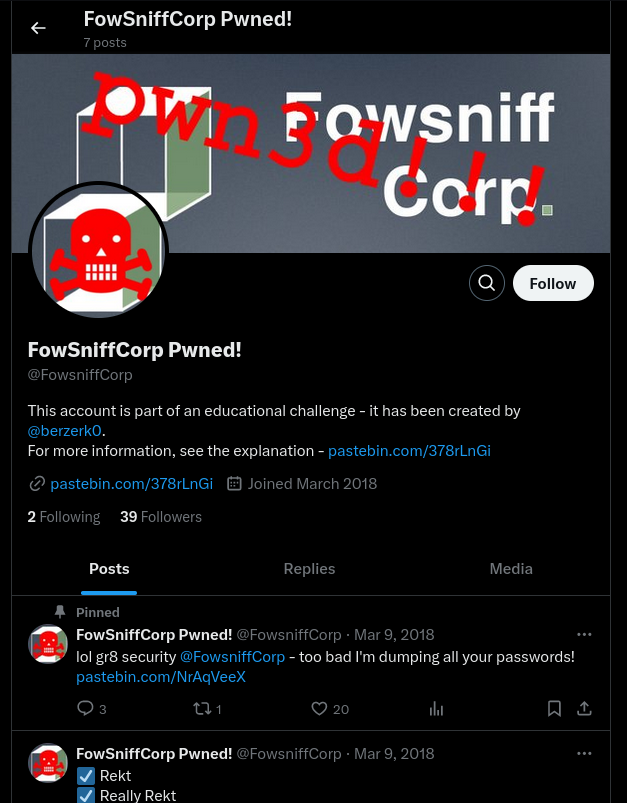 FowSniffCorp Pwned!
7 posts
Fowsniff
Corp.
pwn3d!!!
Follow
FowSniffCorp Pwned!
@FowsniffCorp
This account is part of an educational challenge - it has been created by
@berzerk0.
For more information, see the explanation - pastebin.com/378rLnGi
pastebin.com/378rLnGi Joined March 2018
2 Following 39 Followers
Posts Replies Media
Pinned
FowSniffCorp Pwned! @FowsniffCorp · Mar 9, 2018
lol gr8 security @FowsniffCorp - too bad I'm dumping all your passwords!
pastebin.com/NrAqVeeX
3 1 20
FowSniffCorp Pwned! @FowsniffCorp · Mar 9, 2018
☑ Rekt
☑ Really Rekt